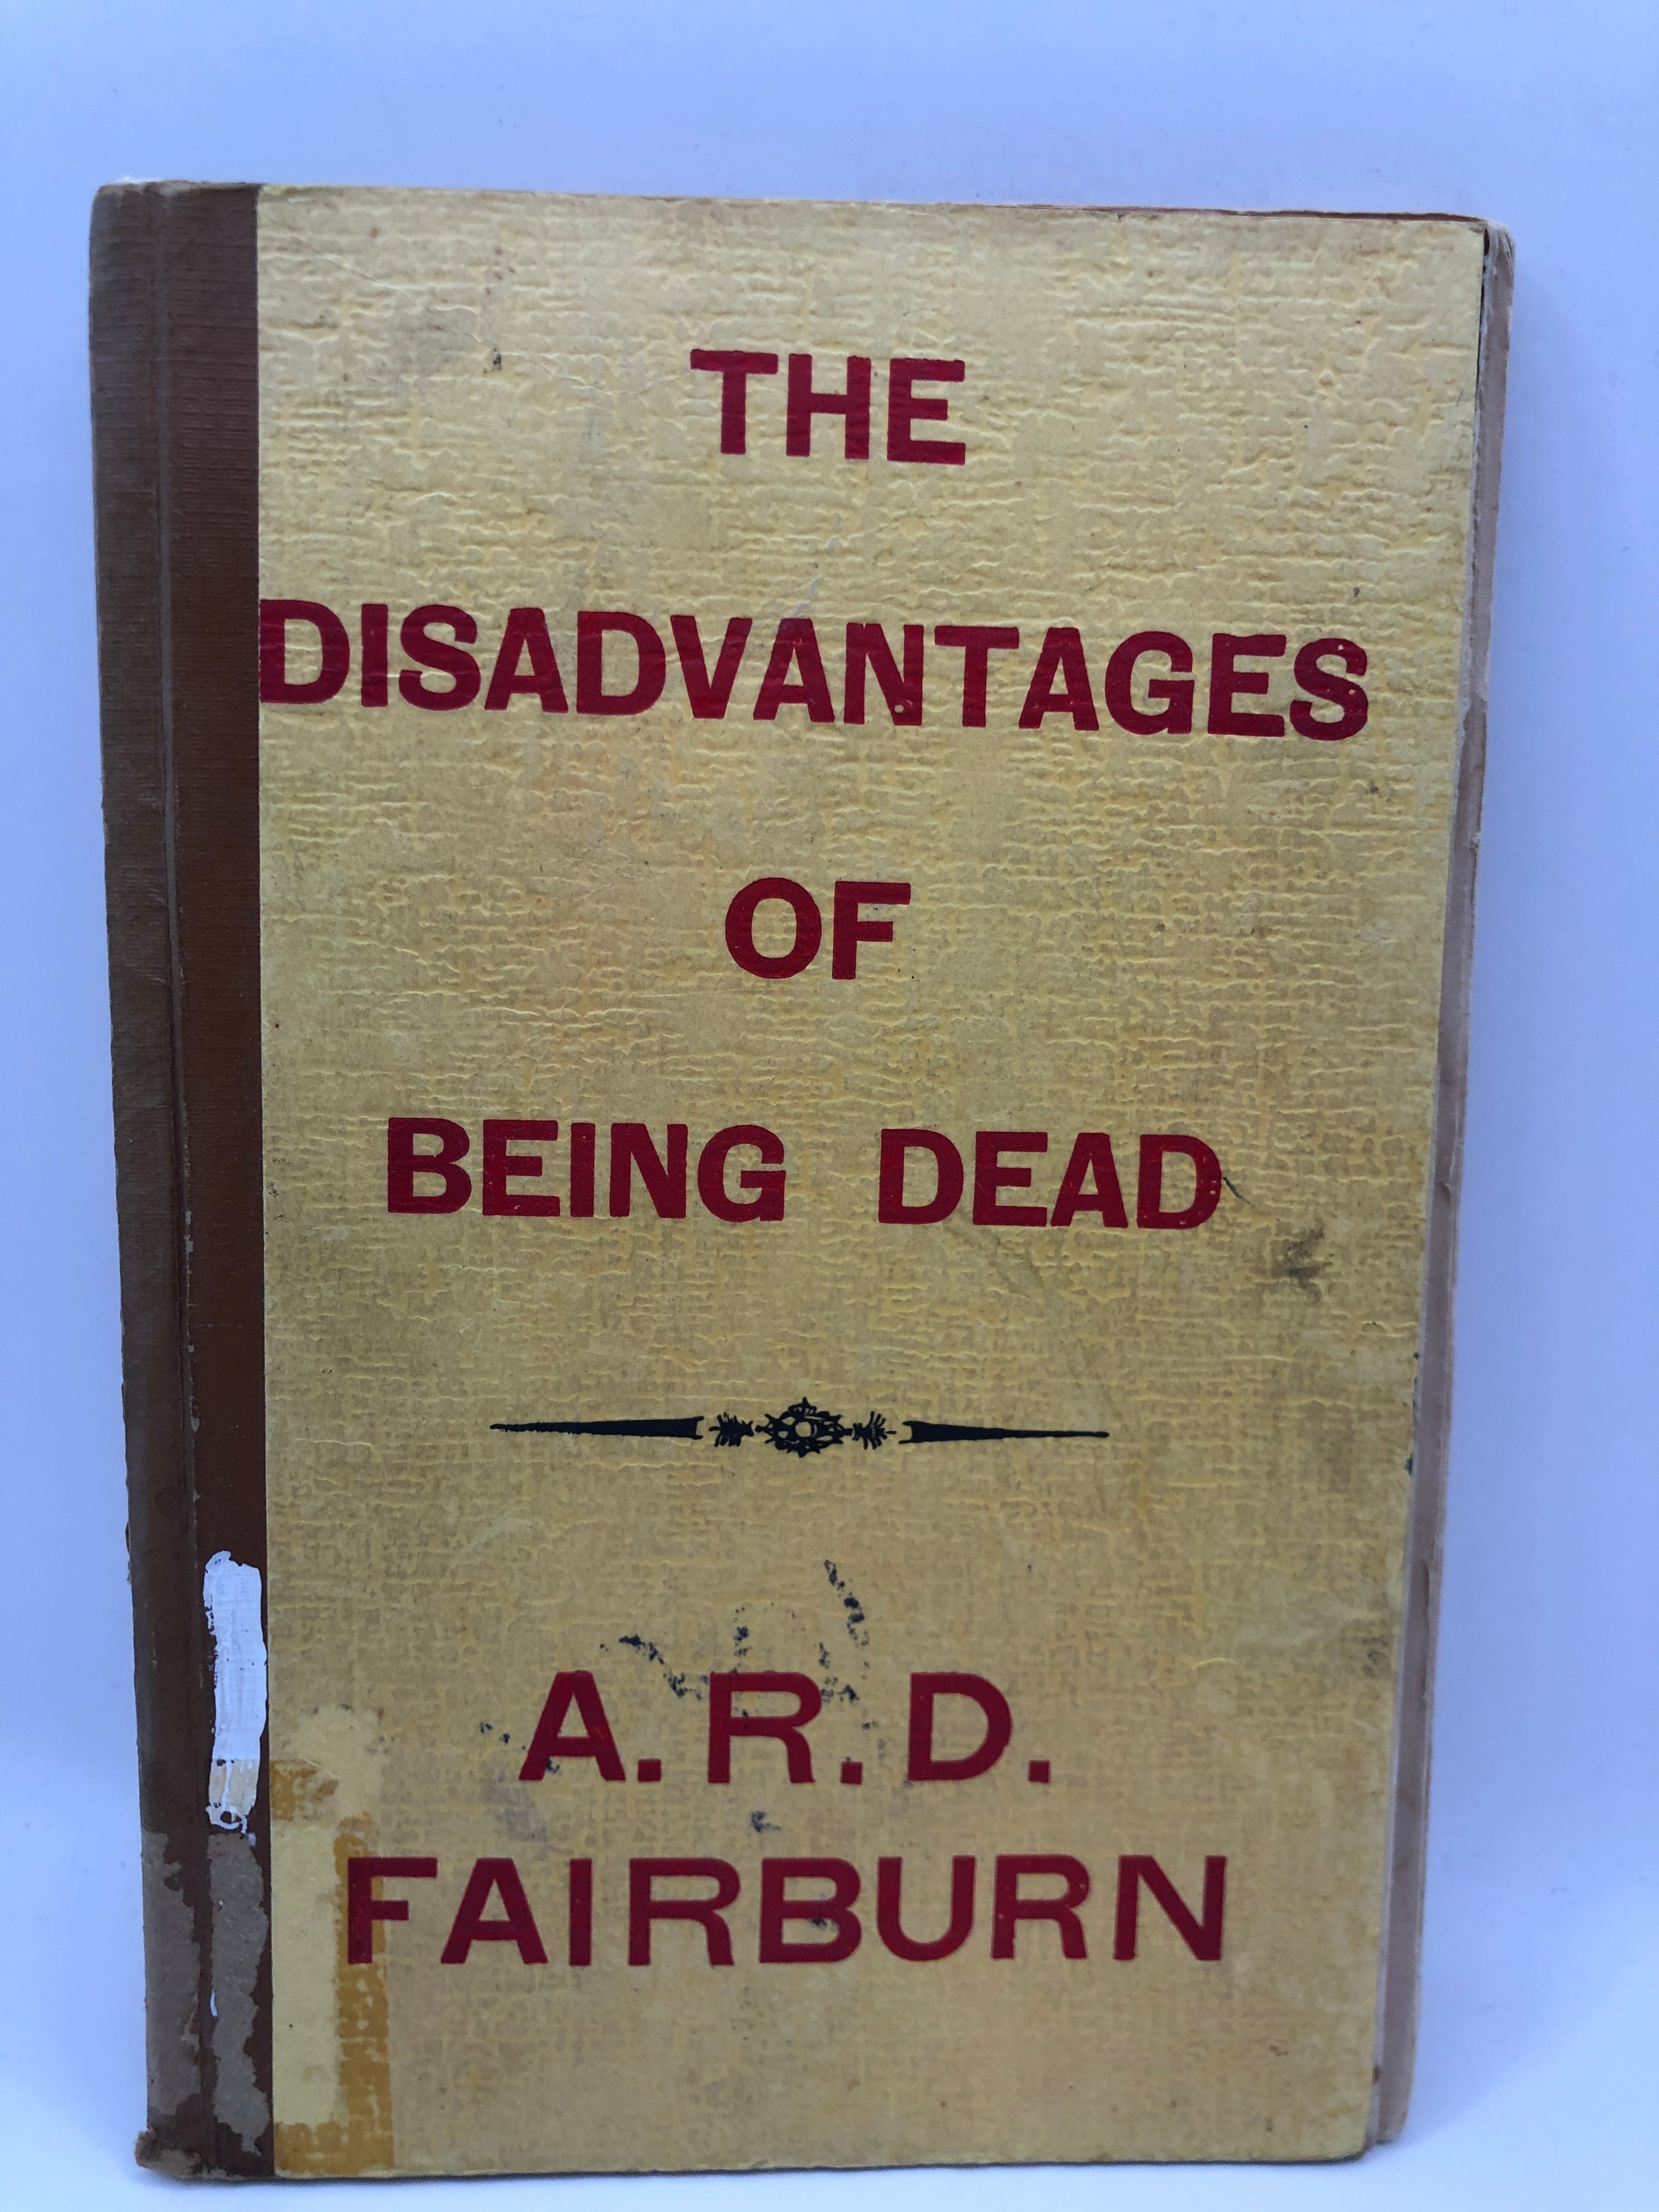 THE
DISADVANTAGES
OF
BEING DEAD
A.R.D.
FAIRBURN